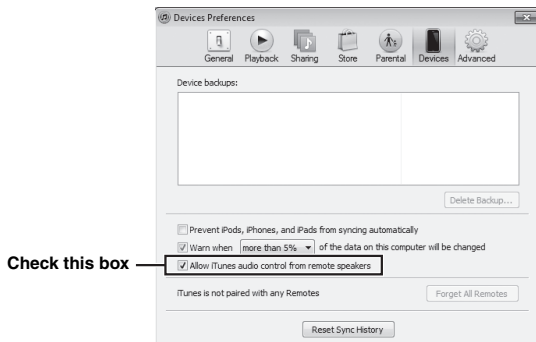 Devices Preferences
General Playback Sharing Store Parental Devices Advanced
Device backups:
Delete Backup...
Prevent iPods, iPhones, and iPads from syncing automatically
Warn when more than 5% of the data on this computer will be changed
Check this box
Allow iTunes audio control from remote speakers
iTunes is not paired with any Remotes Forget All Remotes
Reset Sync History